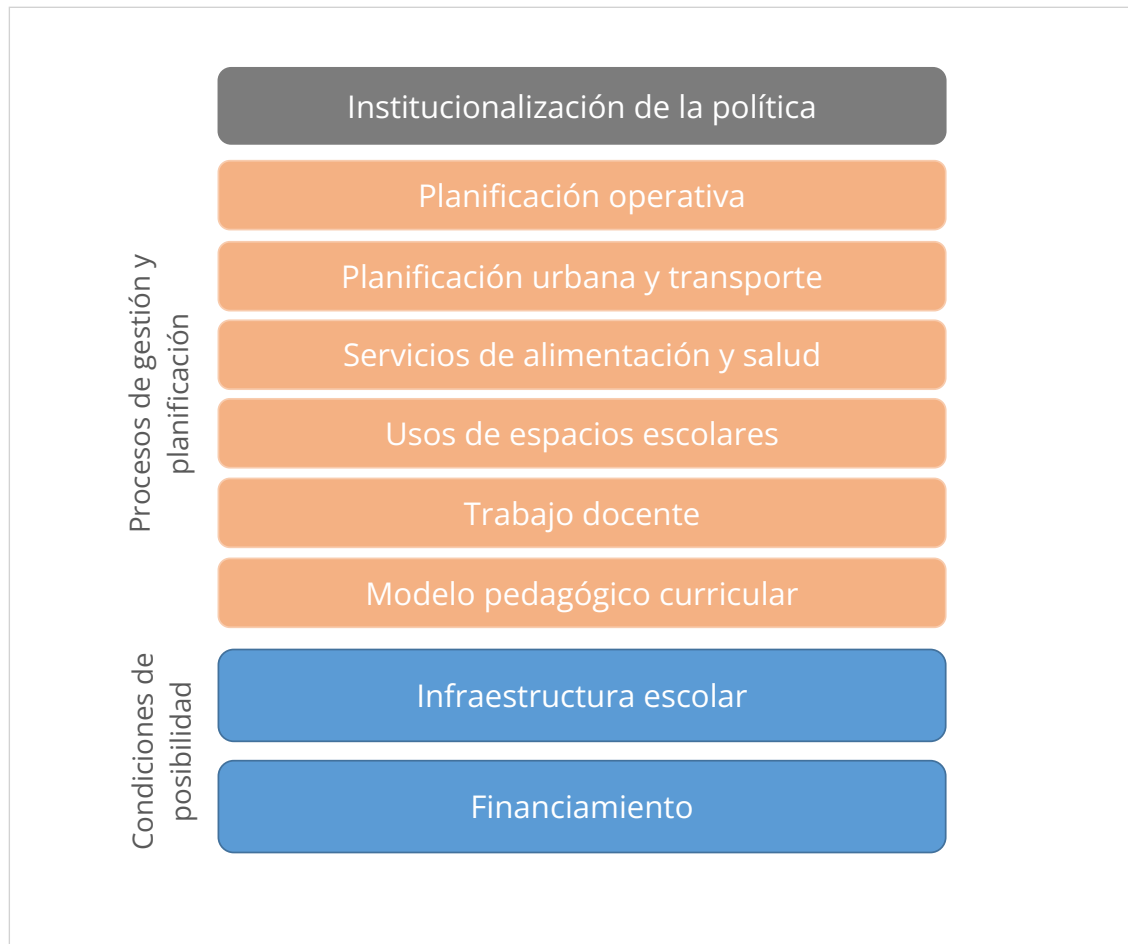 Institucionalización de la política
Procesos de gestión y
planificación
Planificación operativa
Planificación urbana y transporte
Servicios de alimentación y salud
Usos de espacios escolares
Trabajo docente
Modelo pedagógico curricular
Condiciones de
posibilidad
Infraestructura escolar
Financiamiento